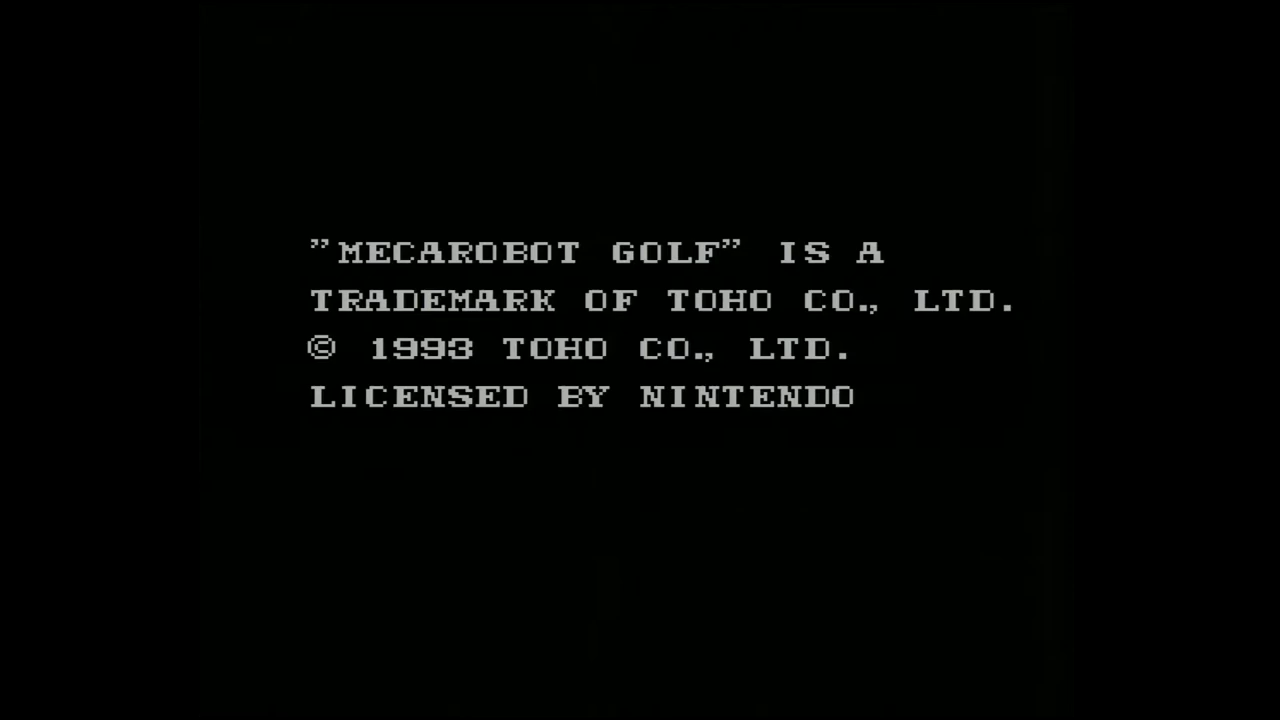 "MECAROBOT GOLF" IS A
TRADEMARK OF TOHO CO., LTD.
© 1993 TOHO CO., LTD.
LICENSED BY NINTENDO